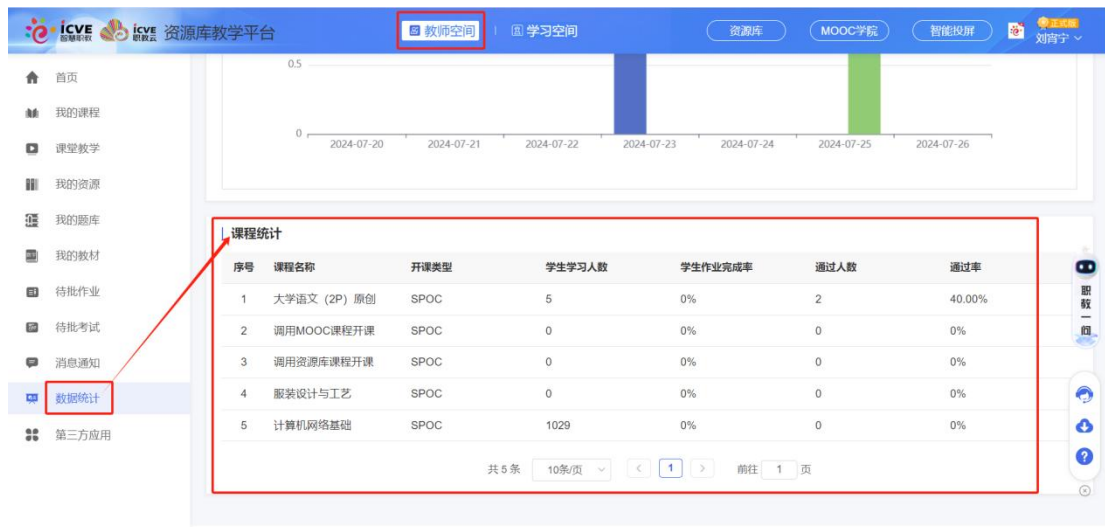 iCVE 智慧职教 iCVE 职教云 资源库教学平台 教师空间 学习空间 资源库 MOOC学院 智能投屏 正式版 刘宵宁
首页
我的课程
课堂教学
我的资源
我的题库
我的教材
待批作业
待批考试
消息通知
数据统计
第三方应用
0.5
0
2024-07-20 2024-07-21 2024-07-22 2024-07-23 2024-07-24 2024-07-25 2024-07-26
课程统计
序号 课程名称 开课类型 学生学习人数 学生作业完成率 通过人数 通过率
1 大学语文（2P）原创 SPOC 5 0% 2 40.00%
2 调用MOOC课程开课 SPOC 0 0% 0 0%
3 调用资源库课程开课 SPOC 0 0% 0 0%
4 服装设计与工艺 SPOC 0 0% 0 0%
5 计算机网络基础 SPOC 1029 0% 0 0%
共 5 条 10条/页 < 1 > 前往 1 页
职教一问